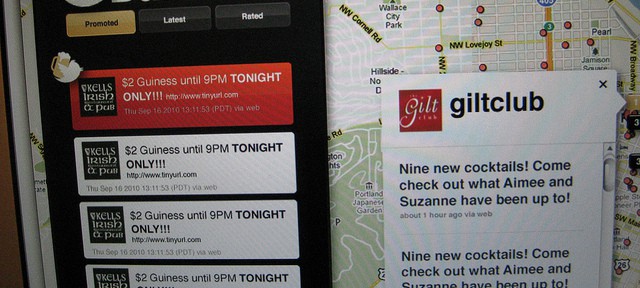 Promoted
Latest
Rated
KELLS
IRISH
& PUB
$2 Guiness until 9PM TONIGHT
ONLY!!! http://www.tinyurl.com
Thu Sep 16 2010 13:11:53 (PDT) via web
KELLS
IRISH
& PUB
$2 Guiness until 9PM TONIGHT
ONLY!!!
http://www.tinyurl.com
Thu Sep 16 2010 13:11:53 (PDT) via web
KELLS
IRISH
& PUB
$2 Guiness until 9PM TONIGHT
ONLY!!!
http://www.tinyurl.com
Thu Sep 16 2010 13:11:53 (PDT) via web
KELLS
IRISH
$2 Guiness until 9PM TONIGHT
ONLY!!!
Wallace
City
Park
NW Cornell Rd
405
3
NW Lovejoy St
Pearl
Jamison
Square
Hillside -
Rd
Portland
Japanese
Garden
Gilt
club
giltclub
Nine new cocktails! Come
check out what Aimee and
Suzanne have been up to!
about 1 hour ago via web
Nine new cocktails! Come
check out what Aimee and
Suzanne have been up to!